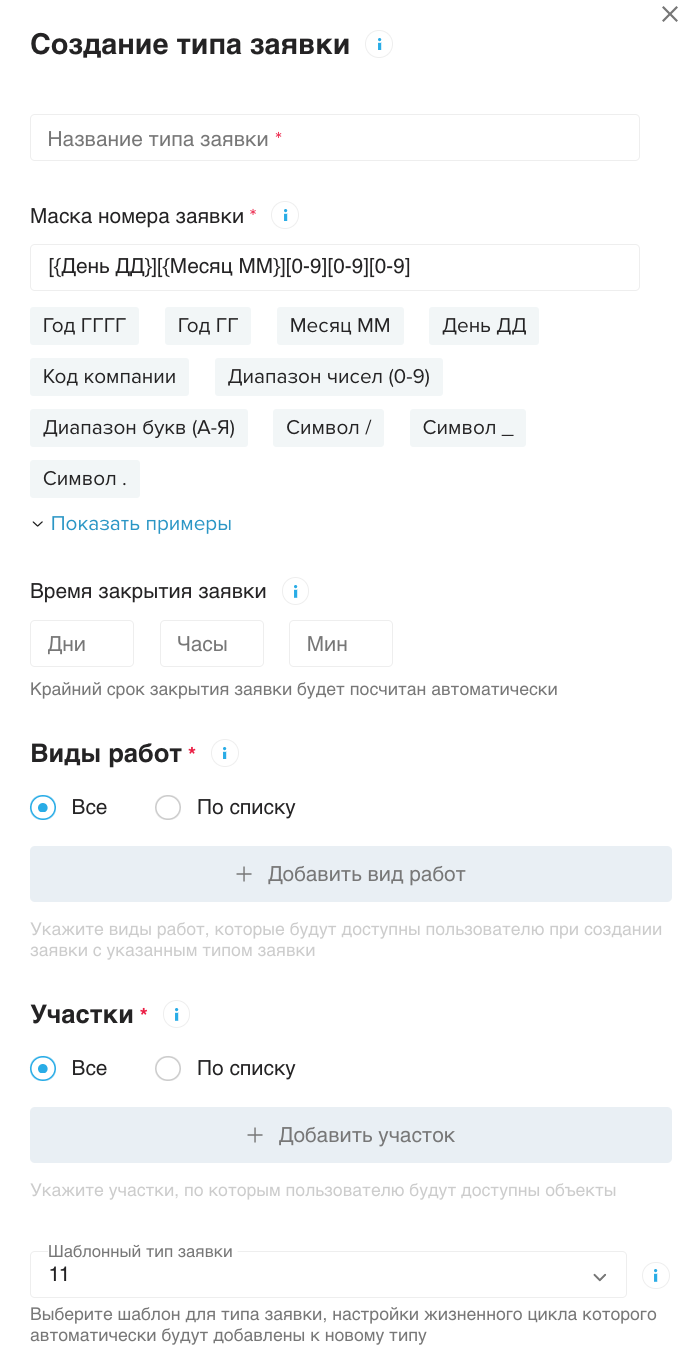 Создание типа заявки
Название типа заявки *
Маска номера заявки *
[{День ДД}][{Месяц ММ}][0-9][0-9][0-9]
Год ГГГГ Год ГГ Месяц ММ День ДД
Код компании Диапазон чисел (0-9)
Диапазон букв (А-Я) Символ / Символ _
Символ .
Показать примеры
Время закрытия заявки
Дни Часы Мин
Крайний срок закрытия заявки будет посчитан автоматически
Виды работ *
Все По списку
+ Добавить вид работ
Укажите виды работ, которые будут доступны пользователю при создании
заявки с указанным типом заявки
Участки *
Все По списку
+ Добавить участок
Укажите участки, по которым пользователю будут доступны объекты
Шаблонный тип заявки
11
Выберите шаблон для типа заявки, настройки жизненного цикла которого
автоматически будут добавлены к новому типу